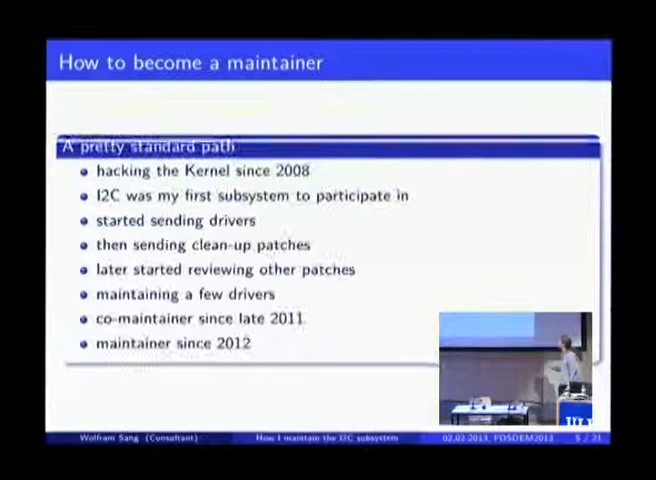 How to become a maintainer
A pretty standard path
hacking the Kernel since 2008
I2C was my first subsystem to participate in
started sending drivers
then sending clean-up patches
later started reviewing other patches
maintaining a few drivers
co-maintainer since late 2011
maintainer since 2012
Wolfram Sang (Consultant) How I maintain the I2C subsystem 02.02.2013, FOSDEM2013 5 / 21